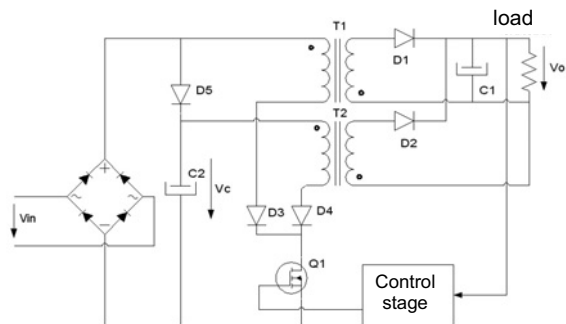 load
T1
D1
Vo
D5
C1
T2
D2
C2
Vc
+
~
~
−
Vin
D3
D4
Q1
Control
stage